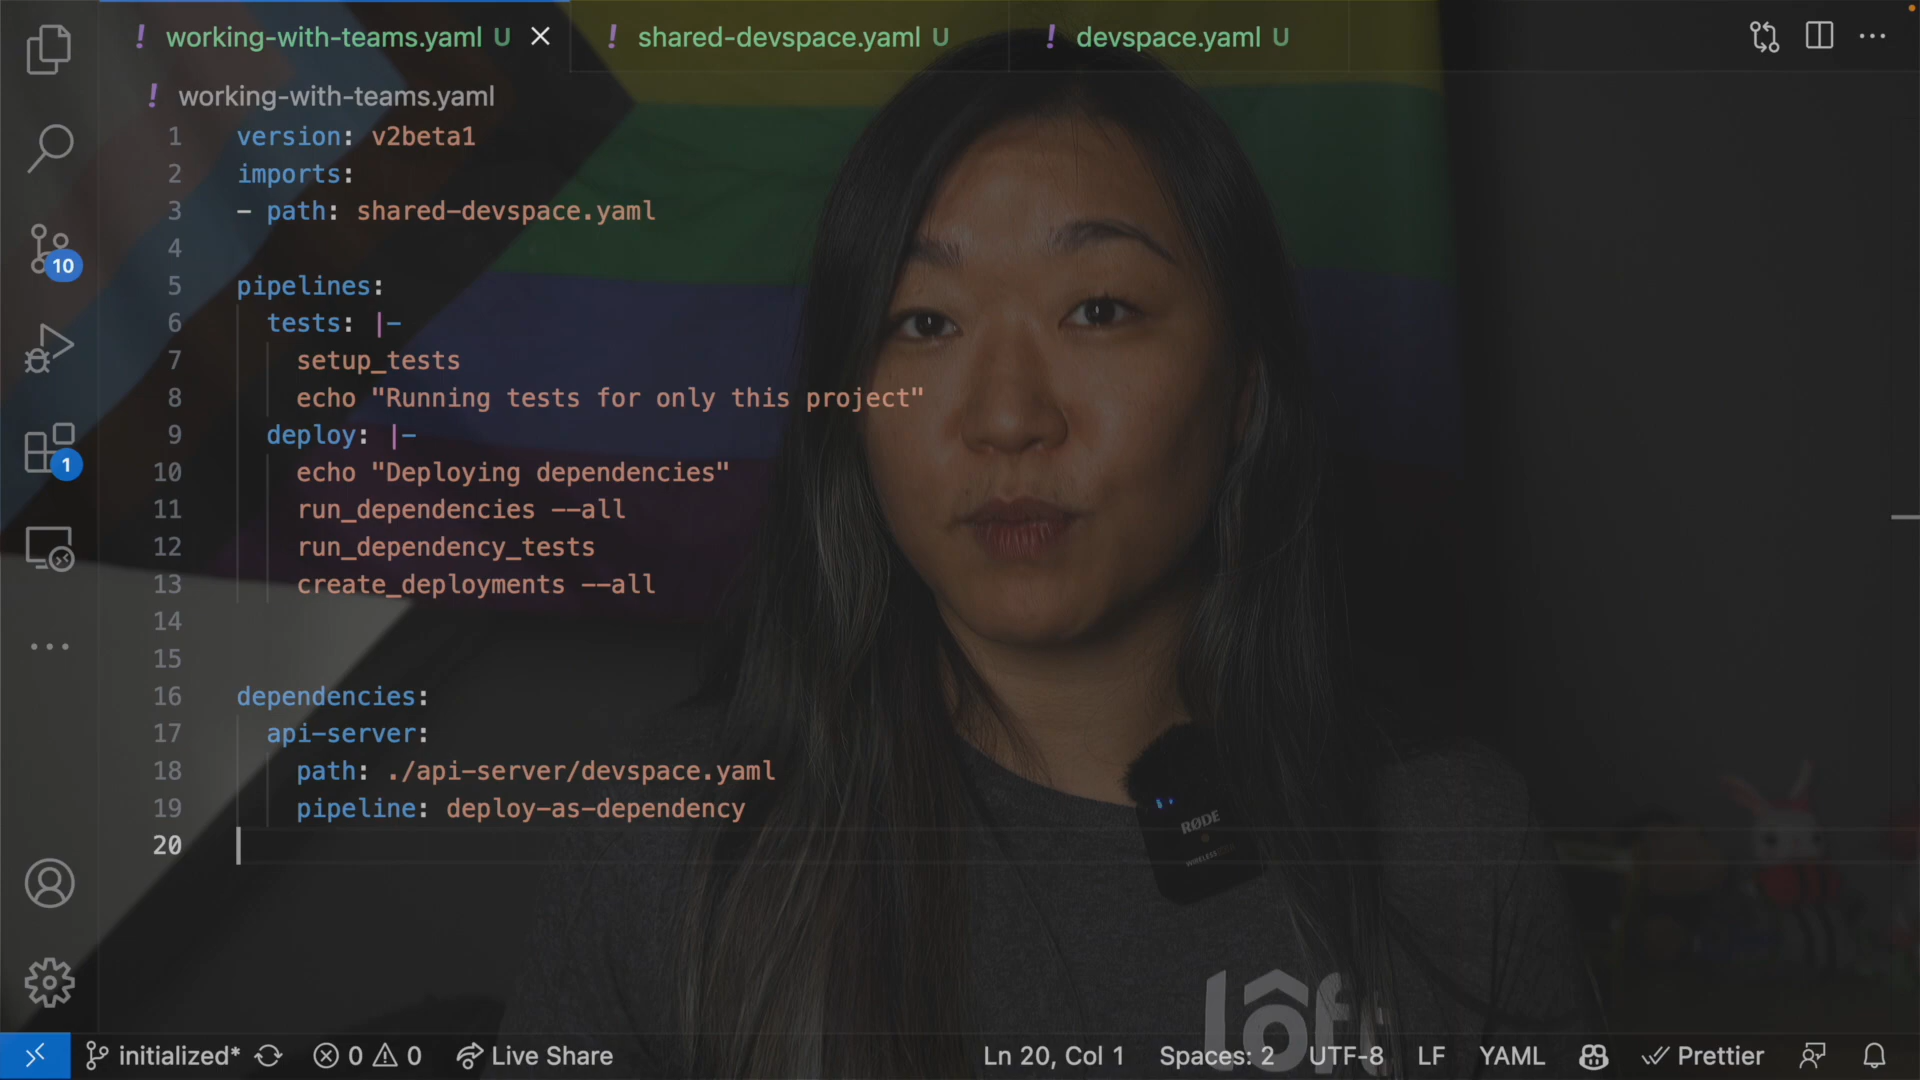 ! working-with-teams.yaml U
! shared-devspace.yaml U
! devspace.yaml U
! working-with-teams.yaml
1 version: v2beta1
2 imports:
3 - path: shared-devspace.yaml
4
5 pipelines:
6 tests: |-
7 setup_tests
8 echo "Running tests for only this project"
9 deploy: |-
10 echo "Deploying dependencies"
11 run_dependencies --all
12 run_dependency_tests
13 create_deployments --all
14
15
16 dependencies:
17 api-server:
18 path: ./api-server/devspace.yaml
19 pipeline: deploy-as-dependency
20
10
1
RØDE
WIRELESS
loft
initialized* 0 0 Live Share Ln 20, Col 1 Spaces: 2 UTF-8 LF YAML Prettier